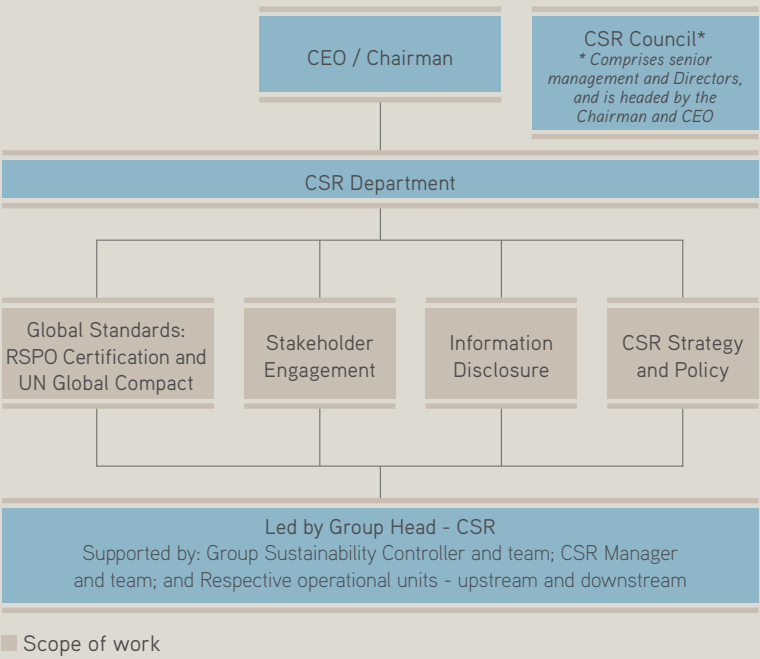 CEO / Chairman
CSR Council*
* Comprises senior
management and Directors,
and is headed by the
Chairman and CEO
CSR Department
Global Standards:
RSPO Certification and
UN Global Compact
Stakeholder
Engagement
Information
Disclosure
CSR Strategy
and Policy
Led by Group Head - CSR
Supported by: Group Sustainability Controller and team; CSR Manager
and team; and Respective operational units - upstream and downstream
Scope of work